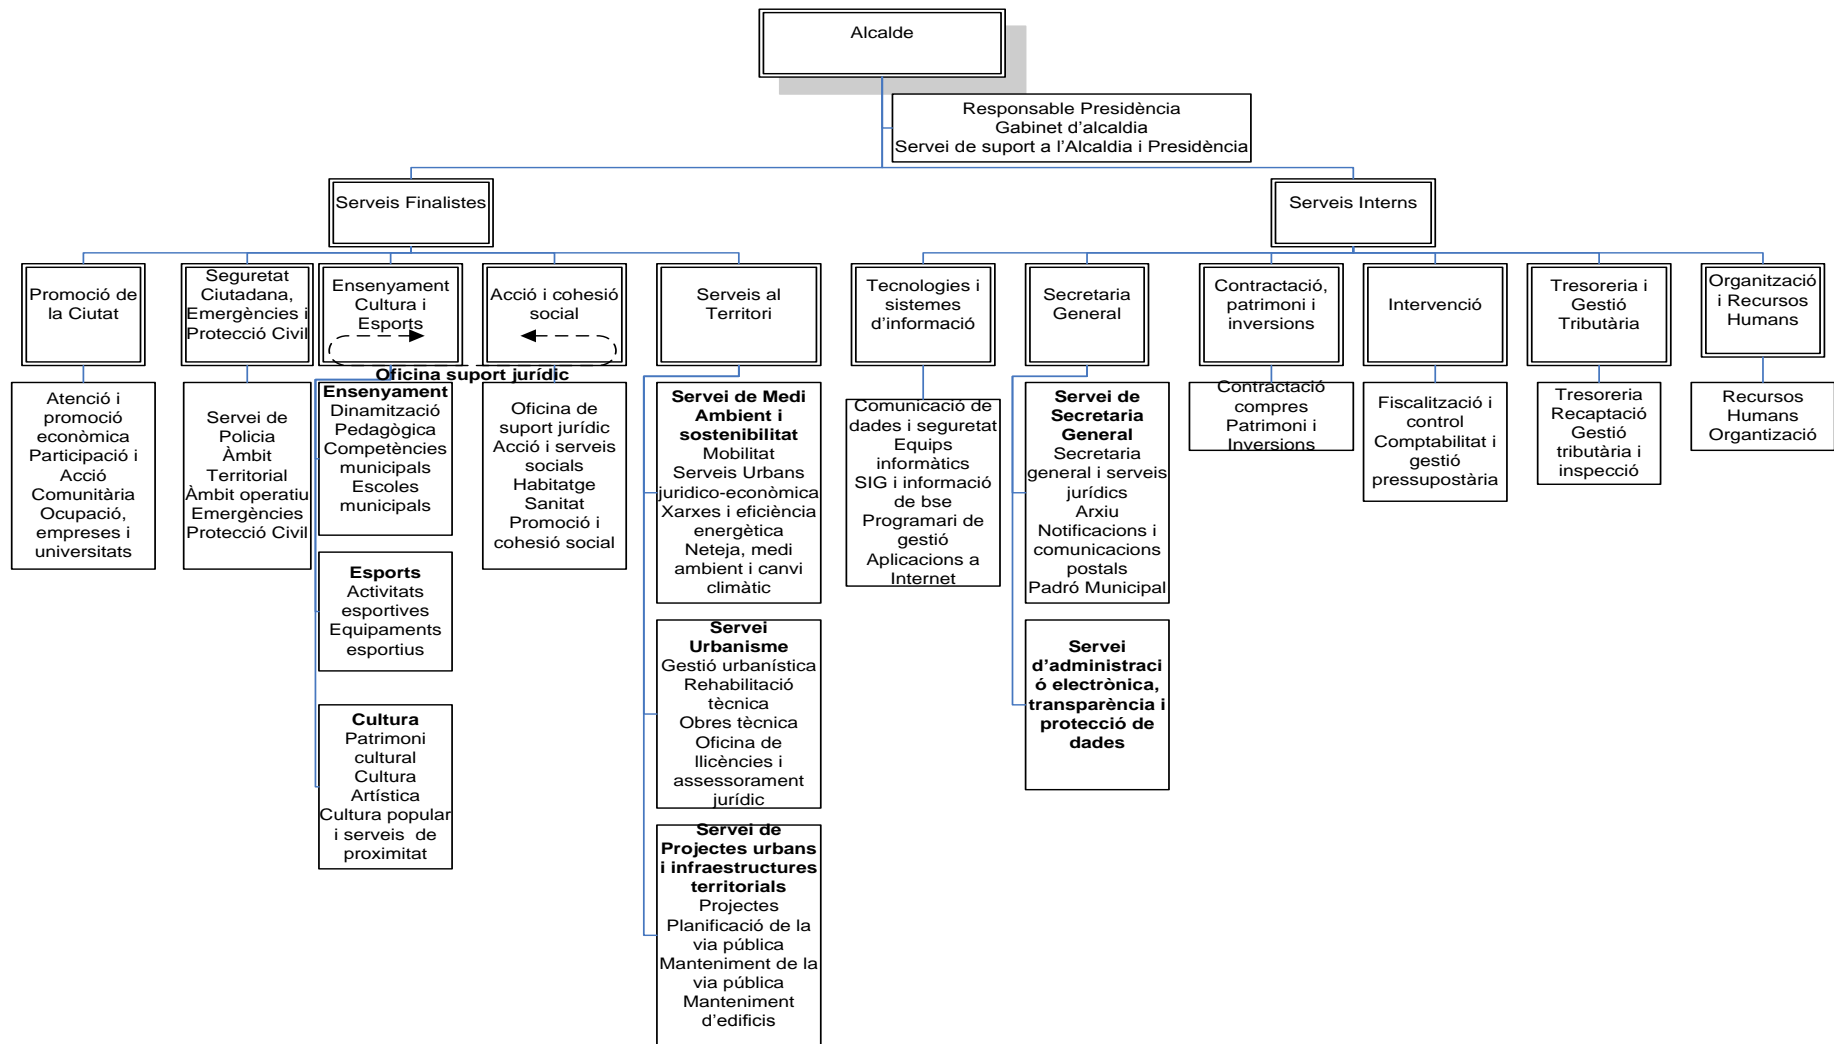 Alcalde
Responsable Presidència
Gabinet d'alcaldia
Servei de suport a l'Alcaldia i Presidència
Serveis Finalistes
Serveis Interns
Promoció de
la Ciutat
Seguretat
Ciutadana,
Emergències i
Protecció Civil
Ensenyament
Cultura i
Esports
Acció i cohesió
social
Serveis al
Territori
Tecnologies i
sistemes
d'informació
Secretaria
General
Contractació,
patrimoni i
inversions
Intervenció
Tresoreria i
Gestió
Tributària
Organització
i Recursos
Humans
Oficina suport jurídic
Atenció i
promoció
econòmica
Participació i
Acció
Comunitària
Ocupació,
empreses i
universitats
Servei de
Policia
Àmbit
Territorial
Àmbit operatiu
Emergències
Protecció Civil
Ensenyament
Dinamització
Pedagògica
Competències
municipals
Escoles
municipals
Esports
Activitats
esportives
Equipaments
esportius
Cultura
Patrimoni
cultural
Cultura
Artística
Cultura popular
i serveis de
proximitat
Oficina de
suport jurídic
Acció i serveis
socials
Habitatge
Sanitat
Promoció i
cohesió social
Servei de Medi
Ambient i
sostenibilitat
Mobilitat
Serveis Urbans
juridico-econòmica
Xarxes i eficiència
energètica
Neteja, medi
ambient i canvi
climàtic
Servei
Urbanisme
Gestió urbanística
Rehabilitació
tècnica
Obres tècnica
Oficina de
llicències i
assessorament
jurídic
Servei de
Projectes urbans
i infraestructures
territorials
Projectes
Planificació de la
via pública
Manteniment de la
via pública
Manteniment
d'edificis
Comunicació de
dades i seguretat
Equips
informàtics
SIG i informació
de bse
Programari de
gestió
Aplicacions a
Internet
Servei de
Secretaria
General
Secretaria
general i serveis
jurídics
Arxiu
Notificacions i
comunicacions
postals
Padró Municipal
Servei
d'administraci
ó electrònica,
transparència i
protecció de
dades
Contractació
compres
Patrimoni i
Inversions
Fiscalització i
control
Comptabilitat i
gestió
pressupostària
Tresoreria
Recaptació
Gestió
tributària i
inspecció
Recursos
Humans
Organtizació